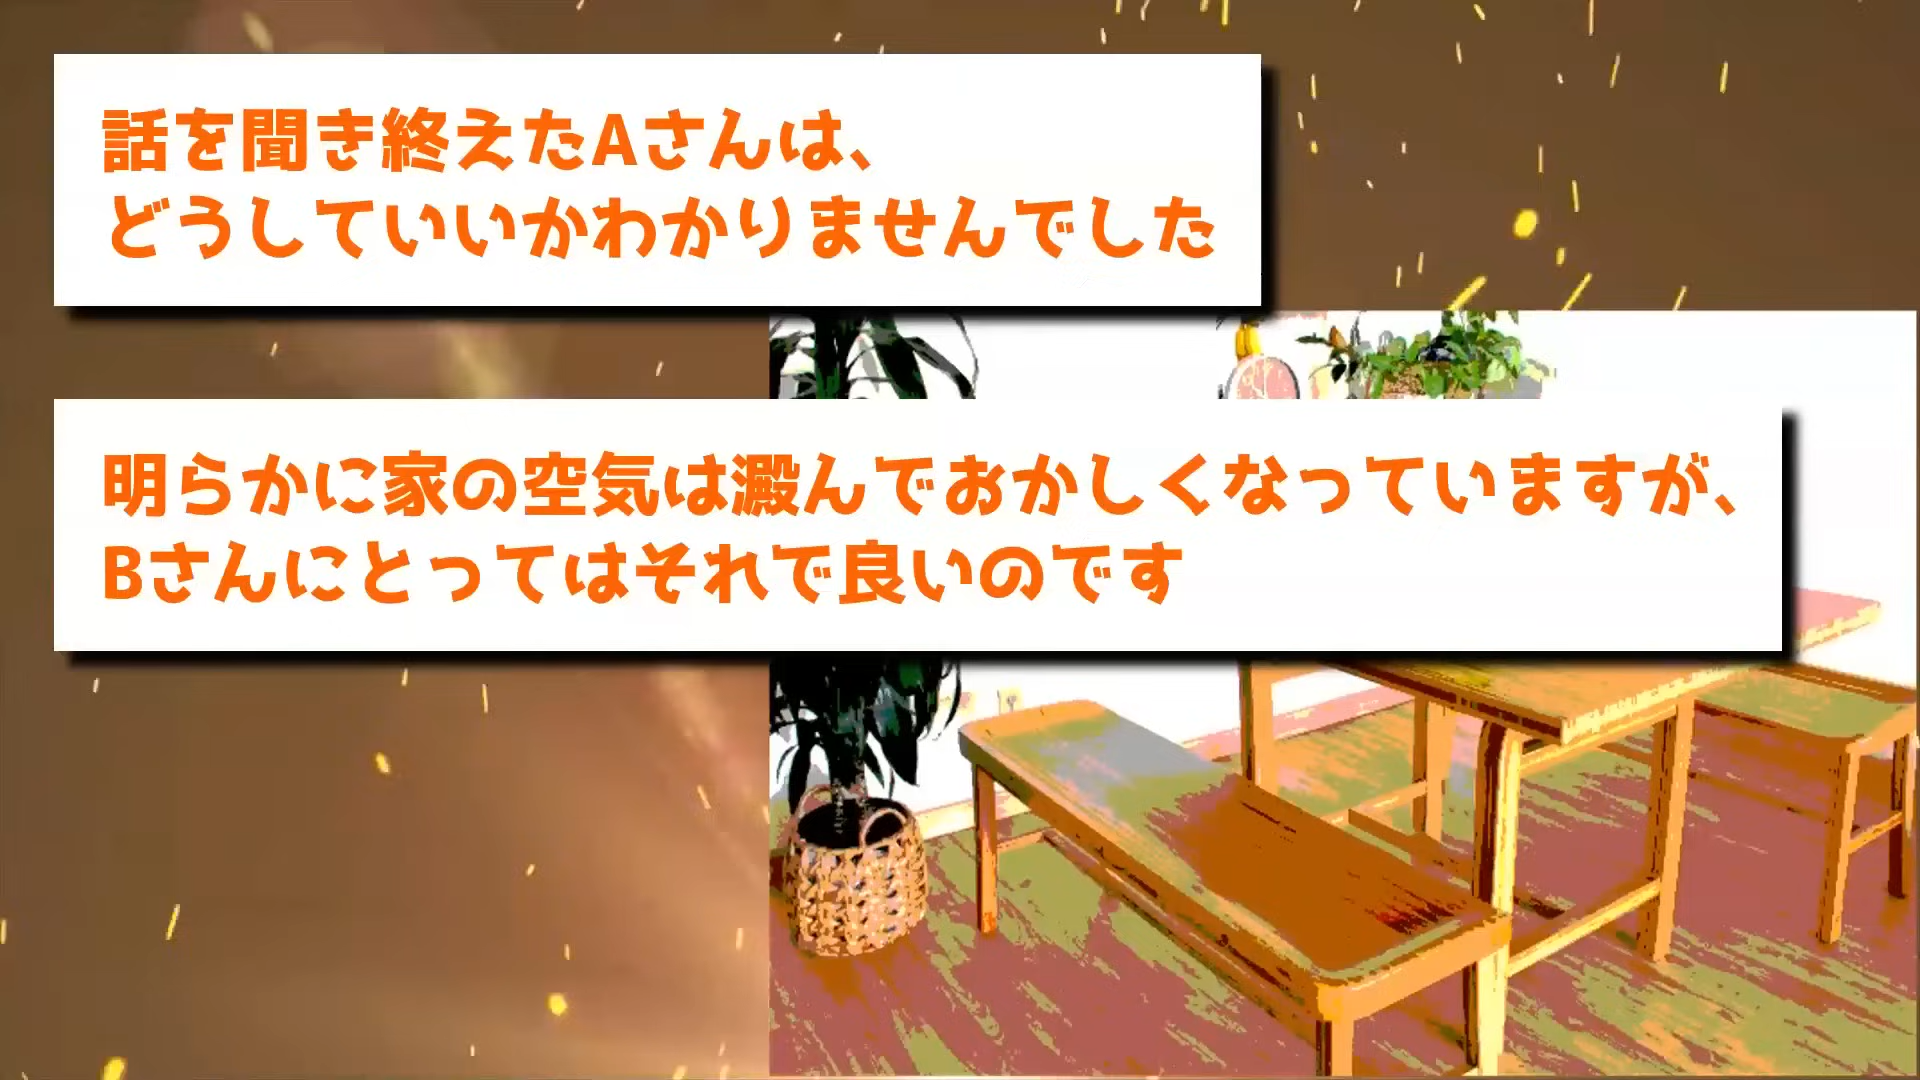 話を聞き終えたAさんは、
どうしていいかわかりませんでした
明らかに家の空気は澱んでおかしくなっていますが、
Bさんにとってはそれで良いのです